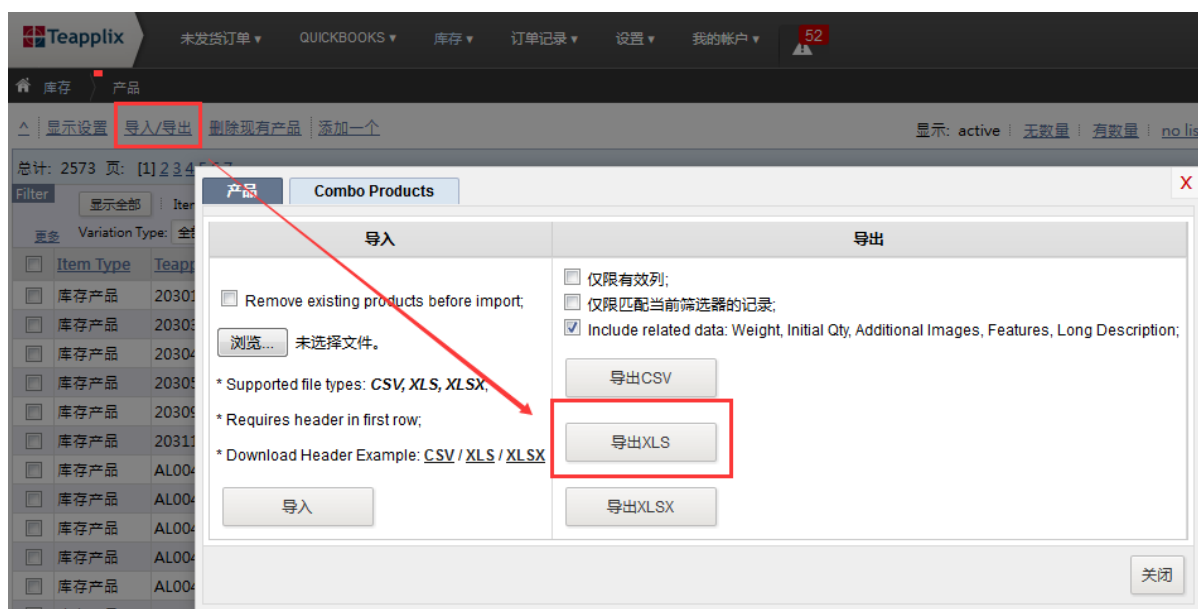 Teapplix 未发货订单 QUICKBOOKS 库存 订单记录 设置 我的帐户 52
库存 产品
显示设置 导入/导出 删除现有产品 添加一个 显示: active 无数量 有数量
总计: 2573 页: [1] 2 3 4 5 6 7
产品 Combo Products X
Filter 显示全部
更多 Variation Type:
导入 导出
Item Type
仅限有效列;
Remove existing products before import;
仅限匹配当前筛选器的记录;
Include related data: Weight, Initial Qty, Additional Images, Features, Long Description;
浏览... 未选择文件。
* Supported file types: CSV, XLS, XLSX;
导出CSV
* Requires header in first row;
导出XLS
* Download Header Example: CSV / XLS / XLSX
导入 导出XLSX
库存产品
库存产品
库存产品
库存产品
库存产品
库存产品
库存产品
库存产品
库存产品
库存产品
库存产品
关闭